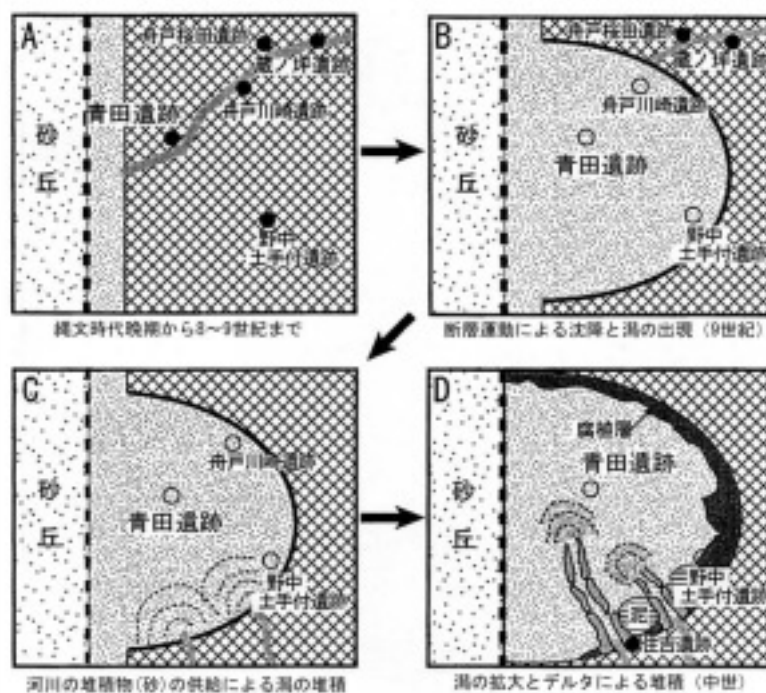 A
舟戸桜田遺跡
蔵ノ坪遺跡
舟戸川崎遺跡
青田遺跡
砂丘
野中
土手付遺跡
縄文時代晩期から8～9世紀まで
B
舟戸桜田遺跡
蔵ノ坪遺跡
舟戸川崎遺跡
青田遺跡
砂丘
野中
土手付遺跡
断層運動による沈降と潟の出現（9世紀）
C
舟戸川崎遺跡
砂丘
青田遺跡
野中
土手付遺跡
河川の堆積物(砂)の供給による潟の堆積
D
腐植層
青田遺跡
砂丘
野中
土手付遺跡
泥
住吉遺跡
潟の拡大とデルタによる堆積（中世）